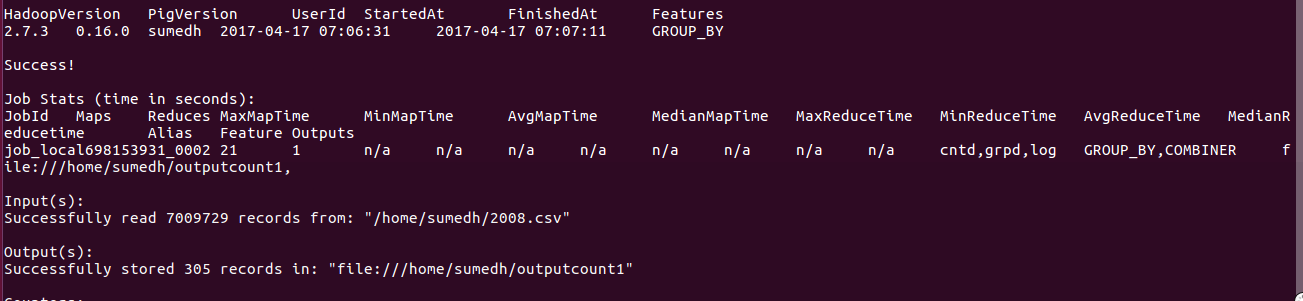 HadoopVersion PigVersion UserId StartedAt FinishedAt Features
2.7.3 0.16.0 sumedh 2017-04-17 07:06:31 2017-04-17 07:07:11 GROUP_BY
Success!
Job Stats (time in seconds):
JobId Maps Reduces MaxMapTime MinMapTime AvgMapTime MedianMapTime MaxReduceTime MinReduceTime AvgReduceTime MedianR
educetime Alias Feature Outputs
job_local698153931_0002 21 1 n/a n/a n/a n/a n/a n/a n/a n/a cntd,grpd,log GROUP_BY,COMBINER f
ile:///home/sumedh/outputcount1,
Input(s):
Successfully read 7009729 records from: "/home/sumedh/2008.csv"
Output(s):
Successfully stored 305 records in: "file:///home/sumedh/outputcount1"